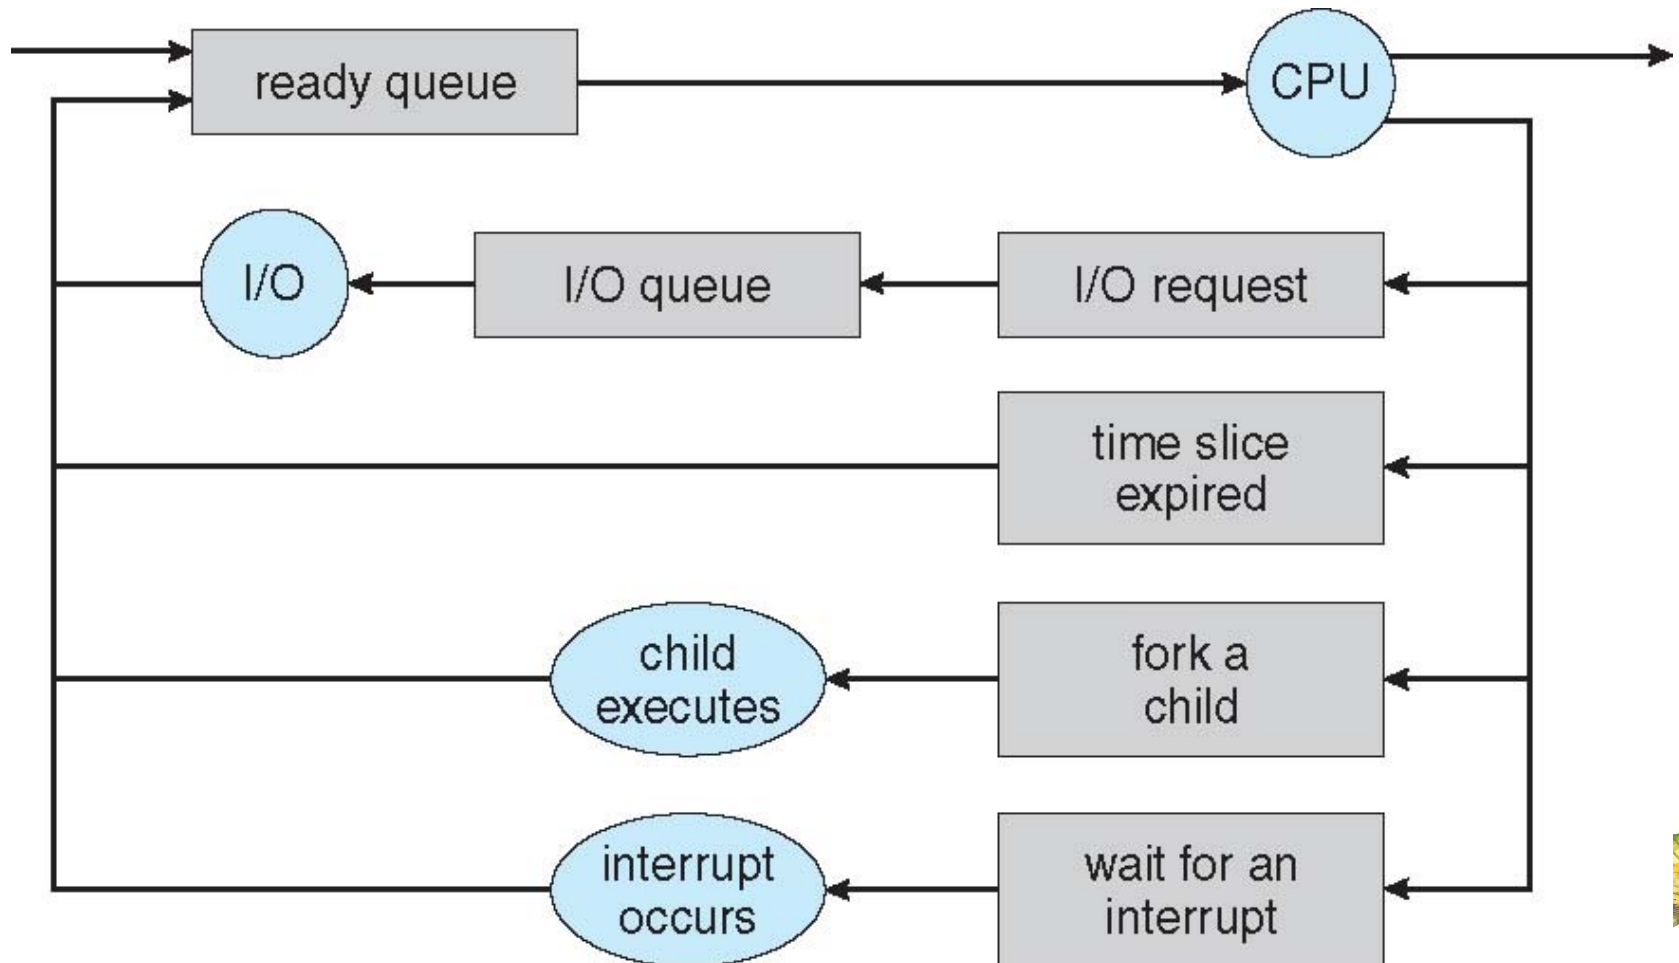 ready queue
CPU
I/O
I/O queue
I/O request
time slice
expired
child
executes
fork a
child
interrupt
occurs
wait for an
interrupt